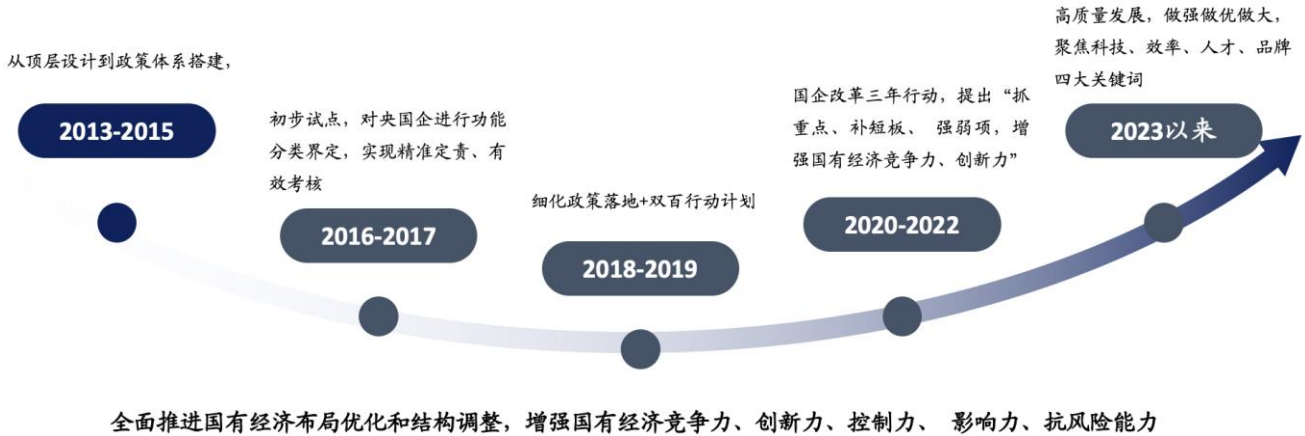 从顶层设计到政策体系搭建，
2013-2015
初步试点，对央国企进行功能
分类界定，实现精准定责、有
效考核
2016-2017
细化政策落地+双百行动计划
2018-2019
国企改革三年行动，提出“抓
重点、补短板、 强弱项，增
强国有经济竞争力、创新力”
2020-2022
高质量发展，做强做优做大，
聚焦科技、效率、人才、品牌
四大关键词
2023以来
全面推进国有经济布局优化和结构调整，增强国有经济竞争力、创新力、控制力、 影响力、抗风险能力